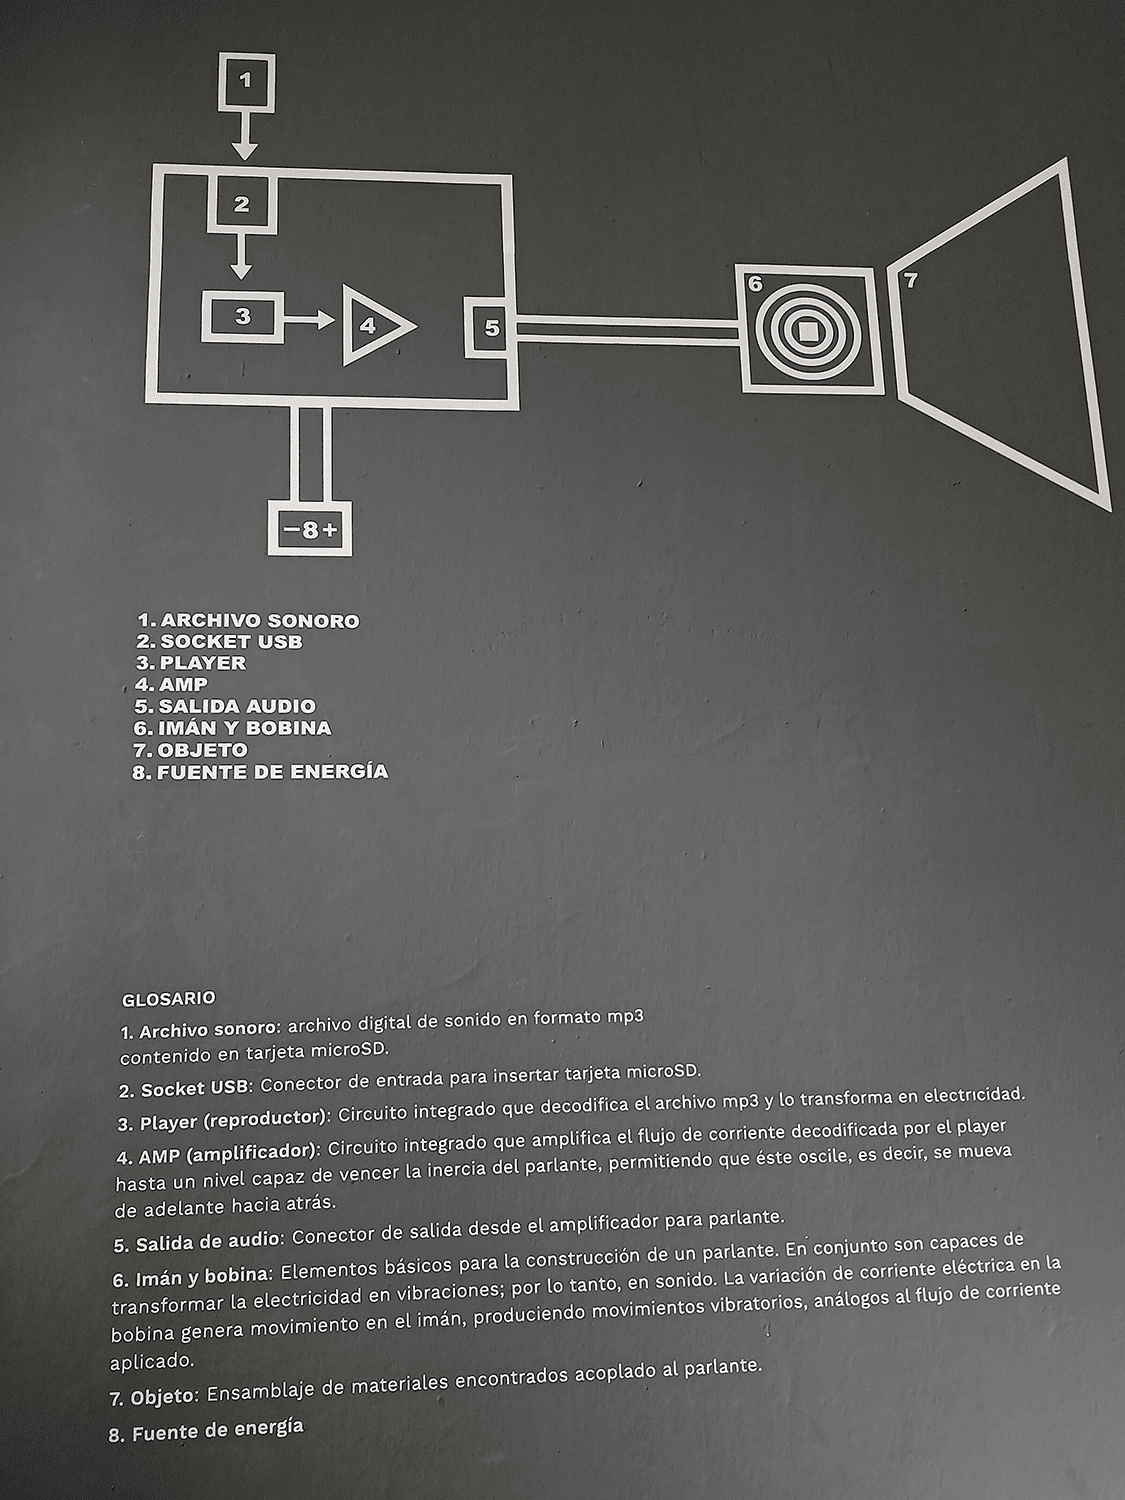 1
2
3
4
5
6
7
−8+
1. ARCHIVO SONORO
2. SOCKET USB
3. PLAYER
4. AMP
5. SALIDA AUDIO
6. IMÁN Y BOBINA
7. OBJETO
8. FUENTE DE ENERGÍA
GLOSARIO
1. Archivo sonoro: archivo digital de sonido en formato mp3
contenido en tarjeta microSD.
2. Socket USB: Conector de entrada para insertar tarjeta microSD.
3. Player (reproductor): Circuito integrado que decodifica el archivo mp3 y lo transforma en electricidad.
4. AMP (amplificador): Circuito integrado que amplifica el flujo de corriente decodificada por el player
hasta un nivel capaz de vencer la inercia del parlante, permitiendo que éste oscile, es decir, se mueva
de adelante hacia atrás.
5. Salida de audio: Conector de salida desde el amplificador para parlante.
6. Imán y bobina: Elementos básicos para la construcción de un parlante. En conjunto son capaces de
transformar la electricidad en vibraciones; por lo tanto, en sonido. La variación de corriente eléctrica en la
bobina genera movimiento en el imán, produciendo movimientos vibratorios, análogos al flujo de corriente
aplicado.
7. Objeto: Ensamblaje de materiales encontrados acoplado al parlante.
8. Fuente de energía